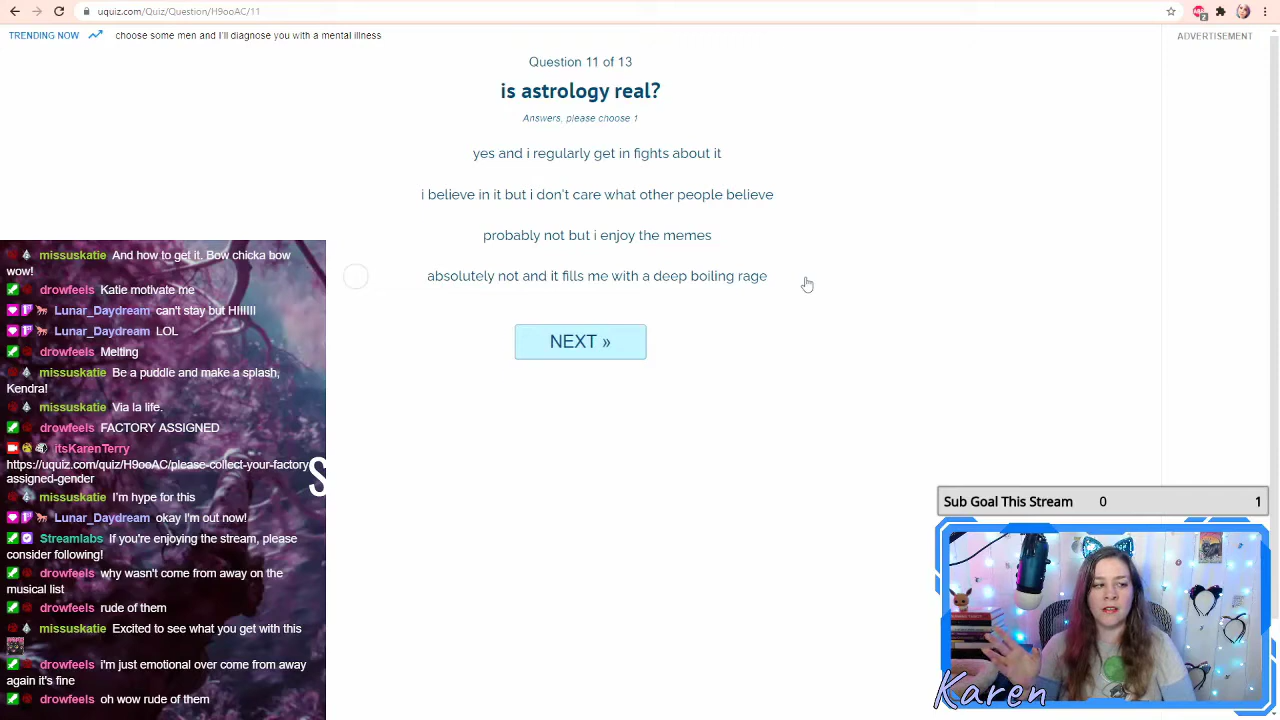 uquiz.com/Quiz/Question/H9ooAC/11
TRENDING NOW choose some men and I'll diagnose you with a mental illness
ADVERTISEMENT
Question 11 of 13
is astrology real?
Answers, please choose 1
yes and i regularly get in fights about it
i believe in it but i don't care what other people believe
probably not but i enjoy the memes
absolutely not and it fills me with a deep boiling rage
NEXT »
missuskatie And how to get it. Bow chicka bow
wow!
drowfeels Katie motivate me
Lunar_Daydream can't stay but HIIIIII
Lunar_Daydream LOL
drowfeels Melting
missuskatie Be a puddle and make a splash,
Kendra!
missuskatie Via la life.
drowfeels FACTORY ASSIGNED
itsKarenTerry
https://uquiz.com/quiz/H9ooAC/please-collect-your-factory
assigned-gender
missuskatie I'm hype for this
Lunar_Daydream okay I'm out now!
Streamlabs If you're enjoying the stream, please
consider following!
drowfeels why wasn't come from away on the
musical list
drowfeels rude of them
missuskatie Excited to see what you get with this
drowfeels i'm just emotional over come from away
again it's fine
drowfeels oh wow rude of them
S
Sub Goal This Stream 0 1
Karen